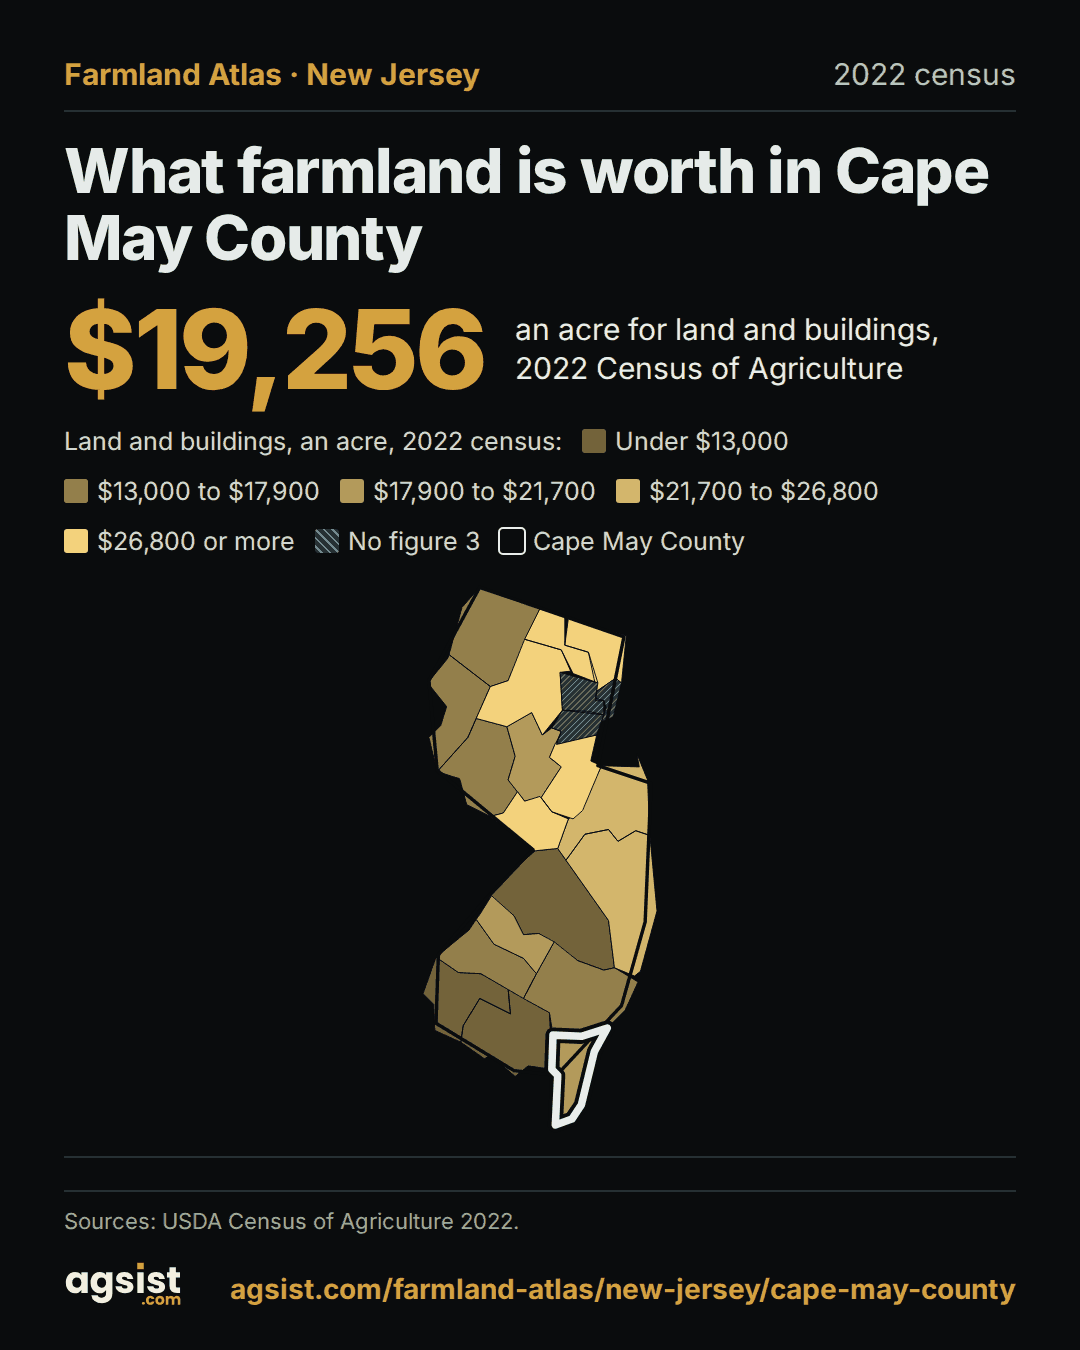 Farmland Atlas · New Jersey
2022 census
What farmland is worth in Cape
May County
$19,256
an acre for land and buildings,
2022 Census of Agriculture
Land and buildings, an acre, 2022 census: Under $13,000
$13,000 to $17,900 $17,900 to $21,700 $21,700 to $26,800
$26,800 or more No figure 3 Cape May County
Sources: USDA Census of Agriculture 2022.
agsist
.com
agsist.com/farmland-atlas/new-jersey/cape-may-county